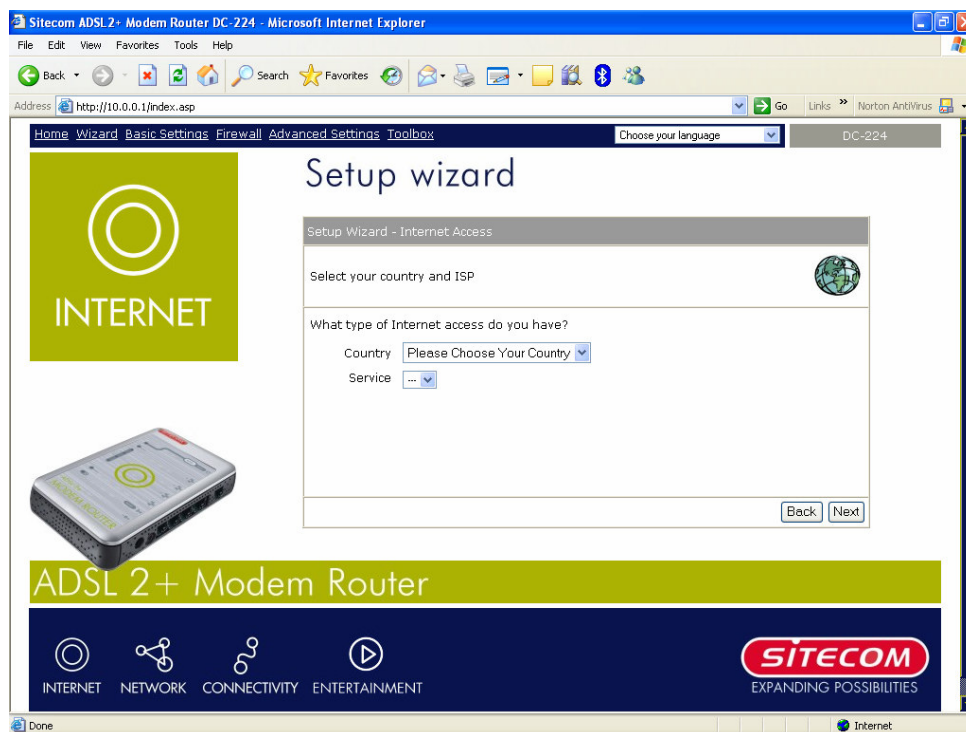 Sitecom ADSL2+ Modem Router DC-224 - Microsoft Internet Explorer
File Edit View Favorites Tools Help
Back Search Favorites
Address http://10.0.0.1/index.asp Go Links » Norton AntiVirus
Home Wizard Basic Settings Firewall Advanced Settings Toolbox Choose your language DC-224
Setup wizard
INTERNET
Setup Wizard - Internet Access
Select your country and ISP
What type of Internet access do you have?
Country Please Choose Your Country
Service ...
Back Next
MODEM ROUTER
ADSL 2+ Modem Router
INTERNET NETWORK CONNECTIVITY ENTERTAINMENT
SITECOM
EXPANDING POSSIBILITIES
Done Internet